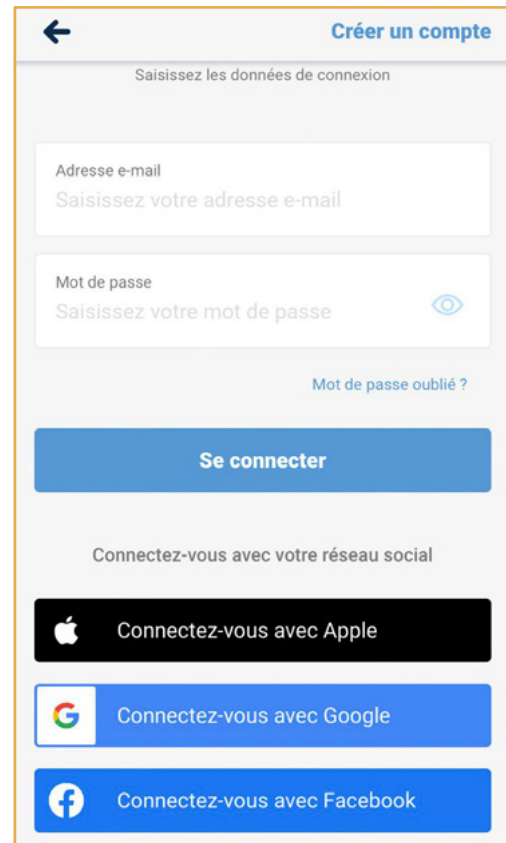 Créer un compte
Saisissez les données de connexion
Adresse e-mail
Saisissez votre adresse e-mail
Mot de passe
Saisissez votre mot de passe
Mot de passe oublié ?
Se connecter
Connectez-vous avec votre réseau social
Connectez-vous avec Apple
Connectez-vous avec Google
Connectez-vous avec Facebook